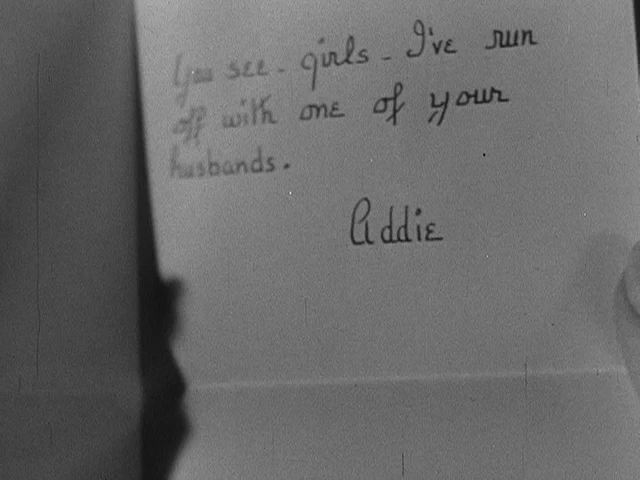 You see - girls - I've run
off with one of your
husbands.
Addie